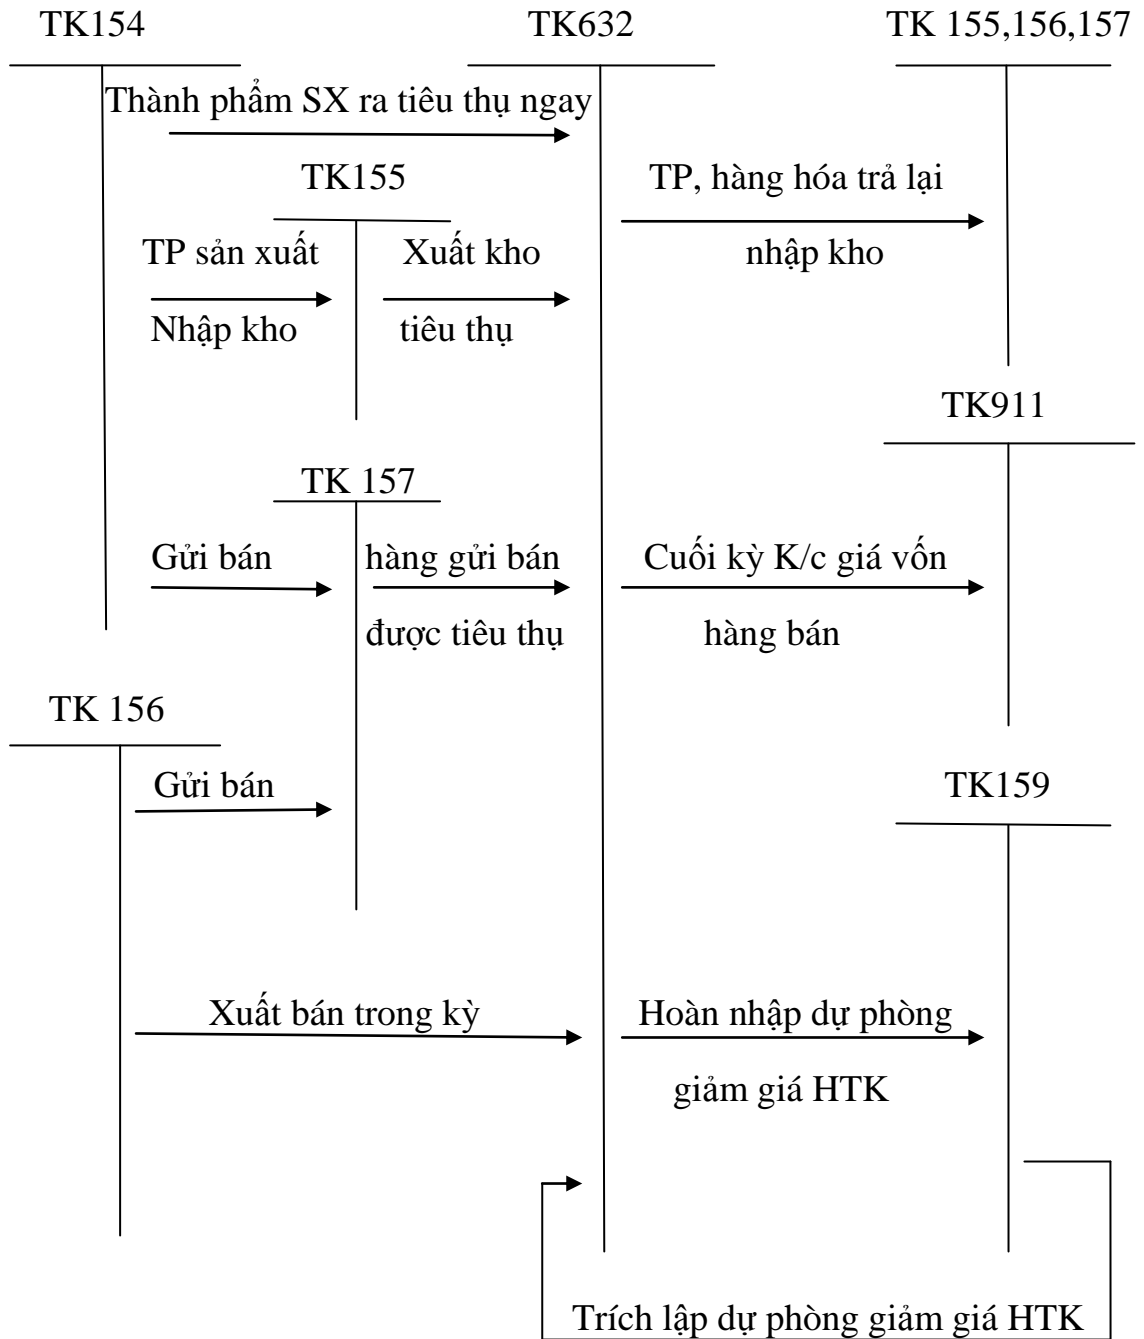 TK154
TK632
TK 155,156,157
Thành phẩm SX ra tiêu thụ ngay
TK155
TP, hàng hóa trả lại
nhập kho
TP sản xuất
Nhập kho
Xuất kho
tiêu thụ
TK911
TK 157
Gửi bán
hàng gửi bán
được tiêu thụ
Cuối kỳ K/c giá vốn
hàng bán
TK 156
Gửi bán
TK159
Xuất bán trong kỳ
Hoàn nhập dự phòng
giảm giá HTK
Trích lập dự phòng giảm giá HTK